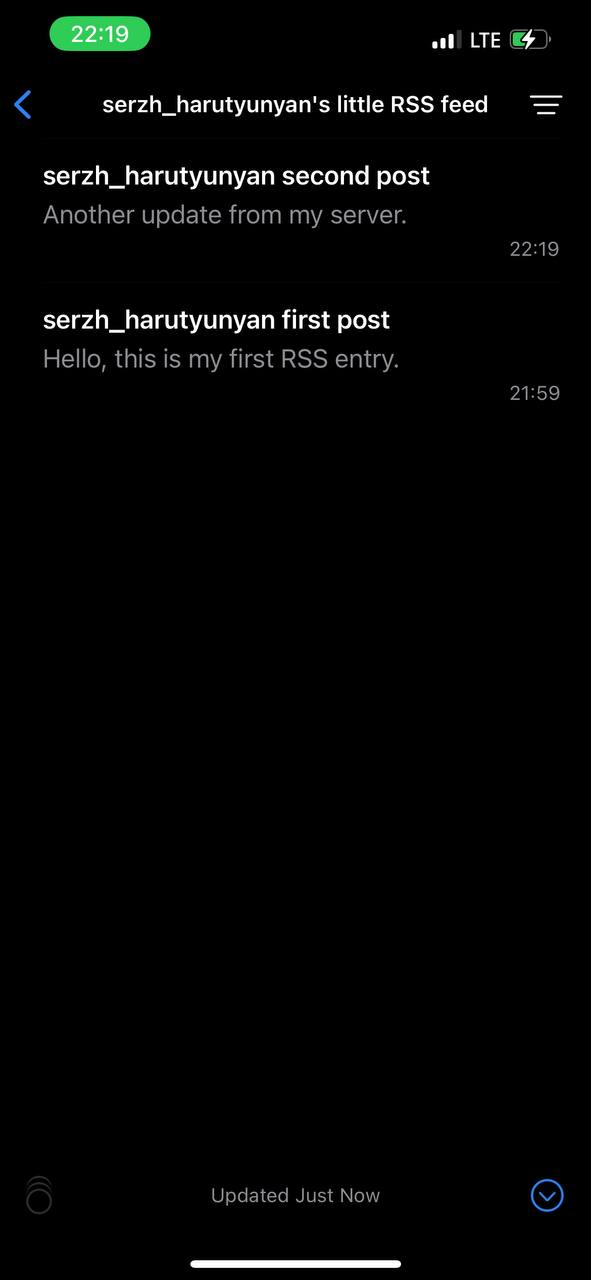 22:19
LTE
serzh_harutyunyan's little RSS feed
serzh_harutyunyan second post
Another update from my server.
22:19
serzh_harutyunyan first post
Hello, this is my first RSS entry.
21:59
Updated Just Now